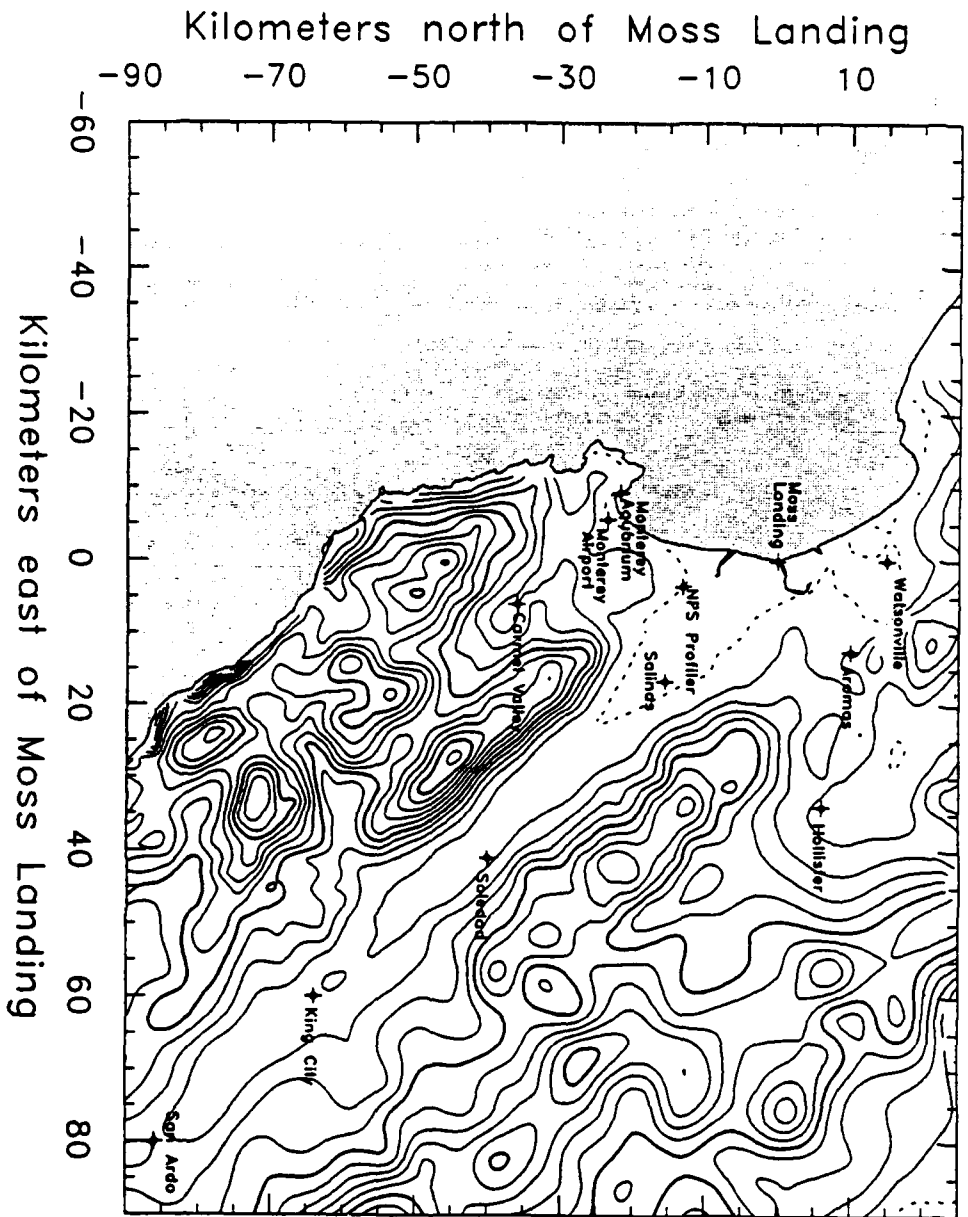 Kilometers north of Moss Landing
-90 -70 -50 -30 -10 10
-60 -40 -20 0 20 40 60 80
Kilometers east of Moss Landing
Moss
Landing
Watsonville
Monterey
Monterey
Airport
NPS Profiler
Salinas
Aromas
Hollister
Carmel Valley
Soledad
King City
San Ardo